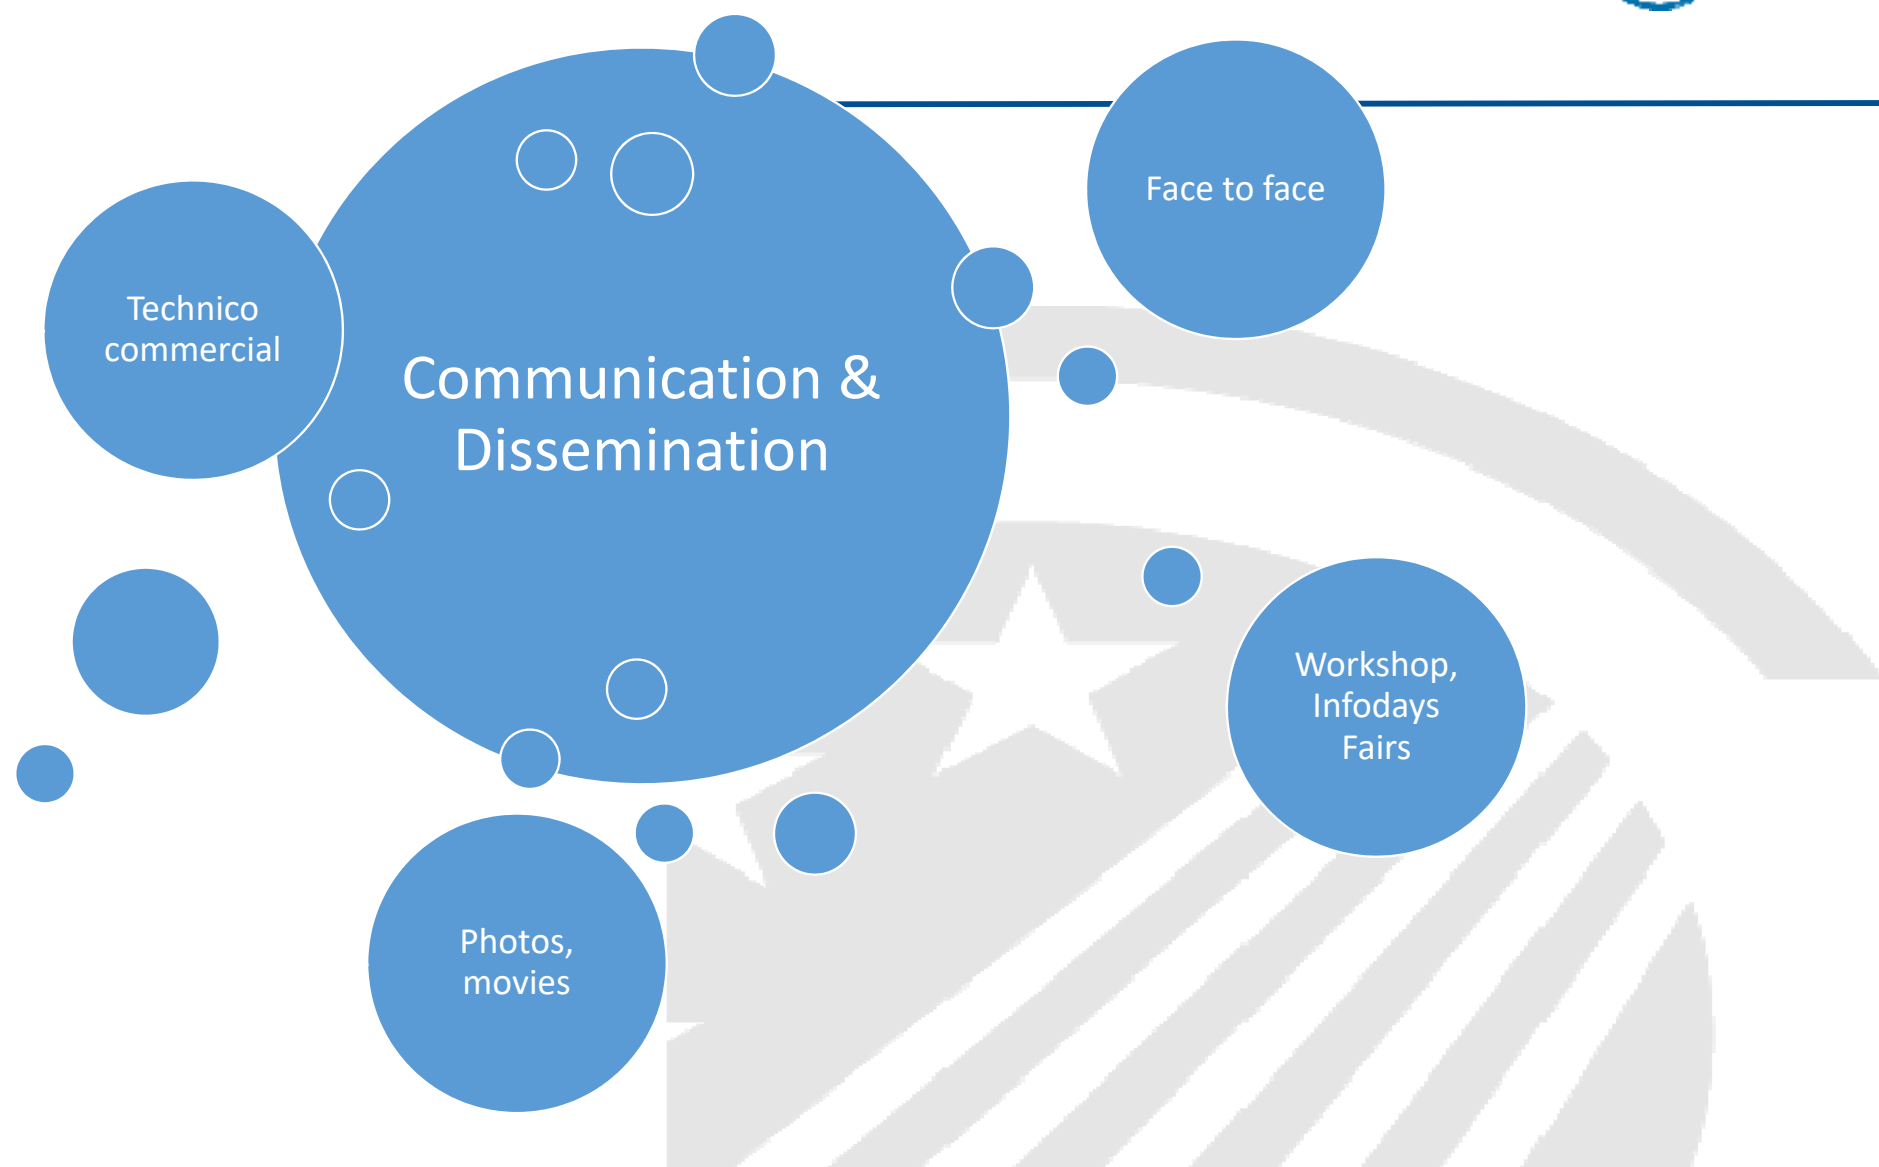 Face to face
Technico
commercial
Communication &
Dissemination
Workshop,
Infodays
Fairs
Photos,
movies